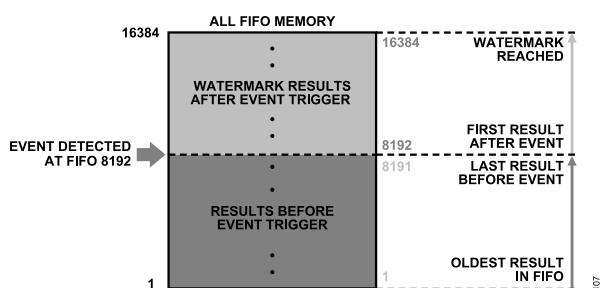 ALL FIFO MEMORY
16384
16384
WATERMARK
REACHED
WATERMARK RESULTS
AFTER EVENT TRIGGER
EVENT DETECTED
AT FIFO 8192
8192
FIRST RESULT
AFTER EVENT
8191
LAST RESULT
BEFORE EVENT
RESULTS BEFORE
EVENT TRIGGER
1
1
OLDEST RESULT
IN FIFO
107